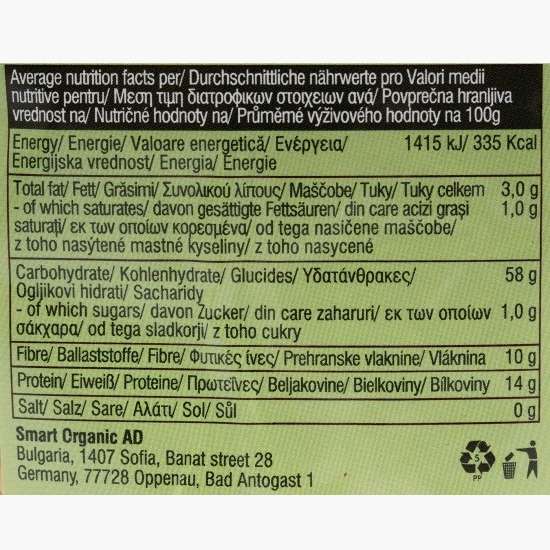 Average nutrition facts per/ Durchschnittliche nährwerte pro Valori medii
nutritive pentru/ Μεση τιμη διατροφικων στοιχειων ανά/ Povprečna hranljiva
vrednost na/ Nutričné hodnoty na/ Průměrné výživového hodnoty na 100g
Energy/ Energie/ Valoare energetică/ Ενέργεια/ 1415 kJ/ 335 Kcal
Energijska vrednost/ Energia/ Energie
Total fat/ Fett/ Grăsimi/ Συνολικού λίπους/ Maščobe/ Tuky/ Tuky celkem 3,0 g
- of which saturates/ davon gesättigte Fettsäuren/ din care acizi grași 1,0 g
saturați/ εκ των οποίων κορεσμένα/ od tega nasičene maščobe/
z toho nasýtené mastné kyseliny/ z toho nasycené
Carbohydrate/ Kohlenhydrate/ Glucides/ Υδατάνθρακες/ 58 g
Ogljikovi hidrati/ Sacharidy
- of which sugars/ davon Zucker/ din care zaharuri/ εκ των οποίων 1,0 g
σάκχαρα/ od tega sladkorji/ z toho cukry
Fibre/ Ballaststoffe/ Fibre/ Φυτικές ίνες/ Prehranske vlaknine/ Vláknina 10 g
Protein/ Eiweiß/ Proteine/ Πρωτεΐνες/ Beljakovine/ Bielkoviny/ Bílkoviny 14 g
Salt/ Salz/ Sare/ Αλάτι/ Sol/ Sůl 0 g
Smart Organic AD
Bulgaria, 1407 Sofia, Banat street 28
Germany, 77728 Oppenau, Bad Antogast 1
5
PP